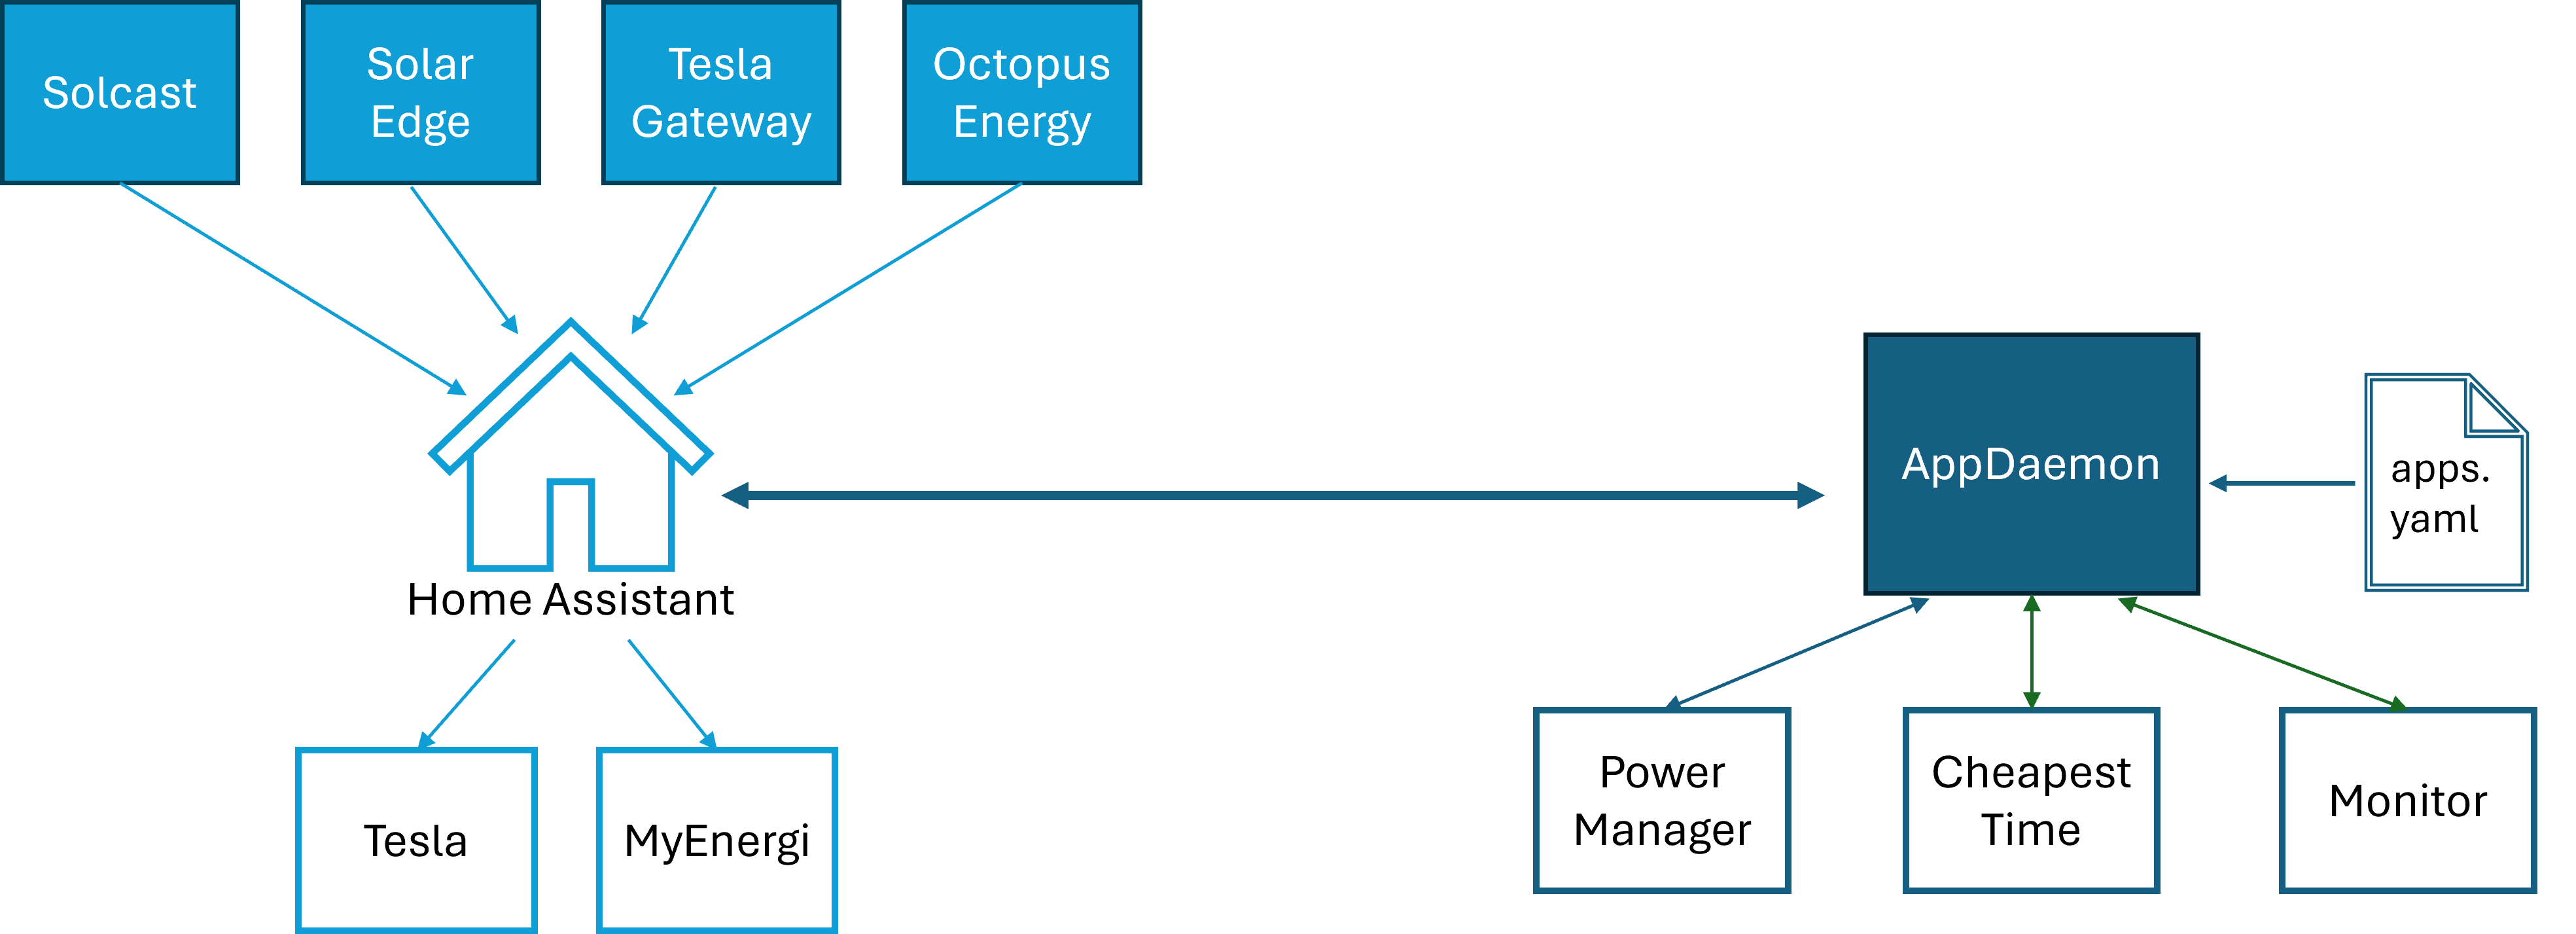 Solcast
Solar
Edge
Tesla
Gateway
Octopus
Energy
Home Assistant
AppDaemon
apps.
yaml
Tesla
MyEnergi
Power
Manager
Cheapest
Time
Monitor